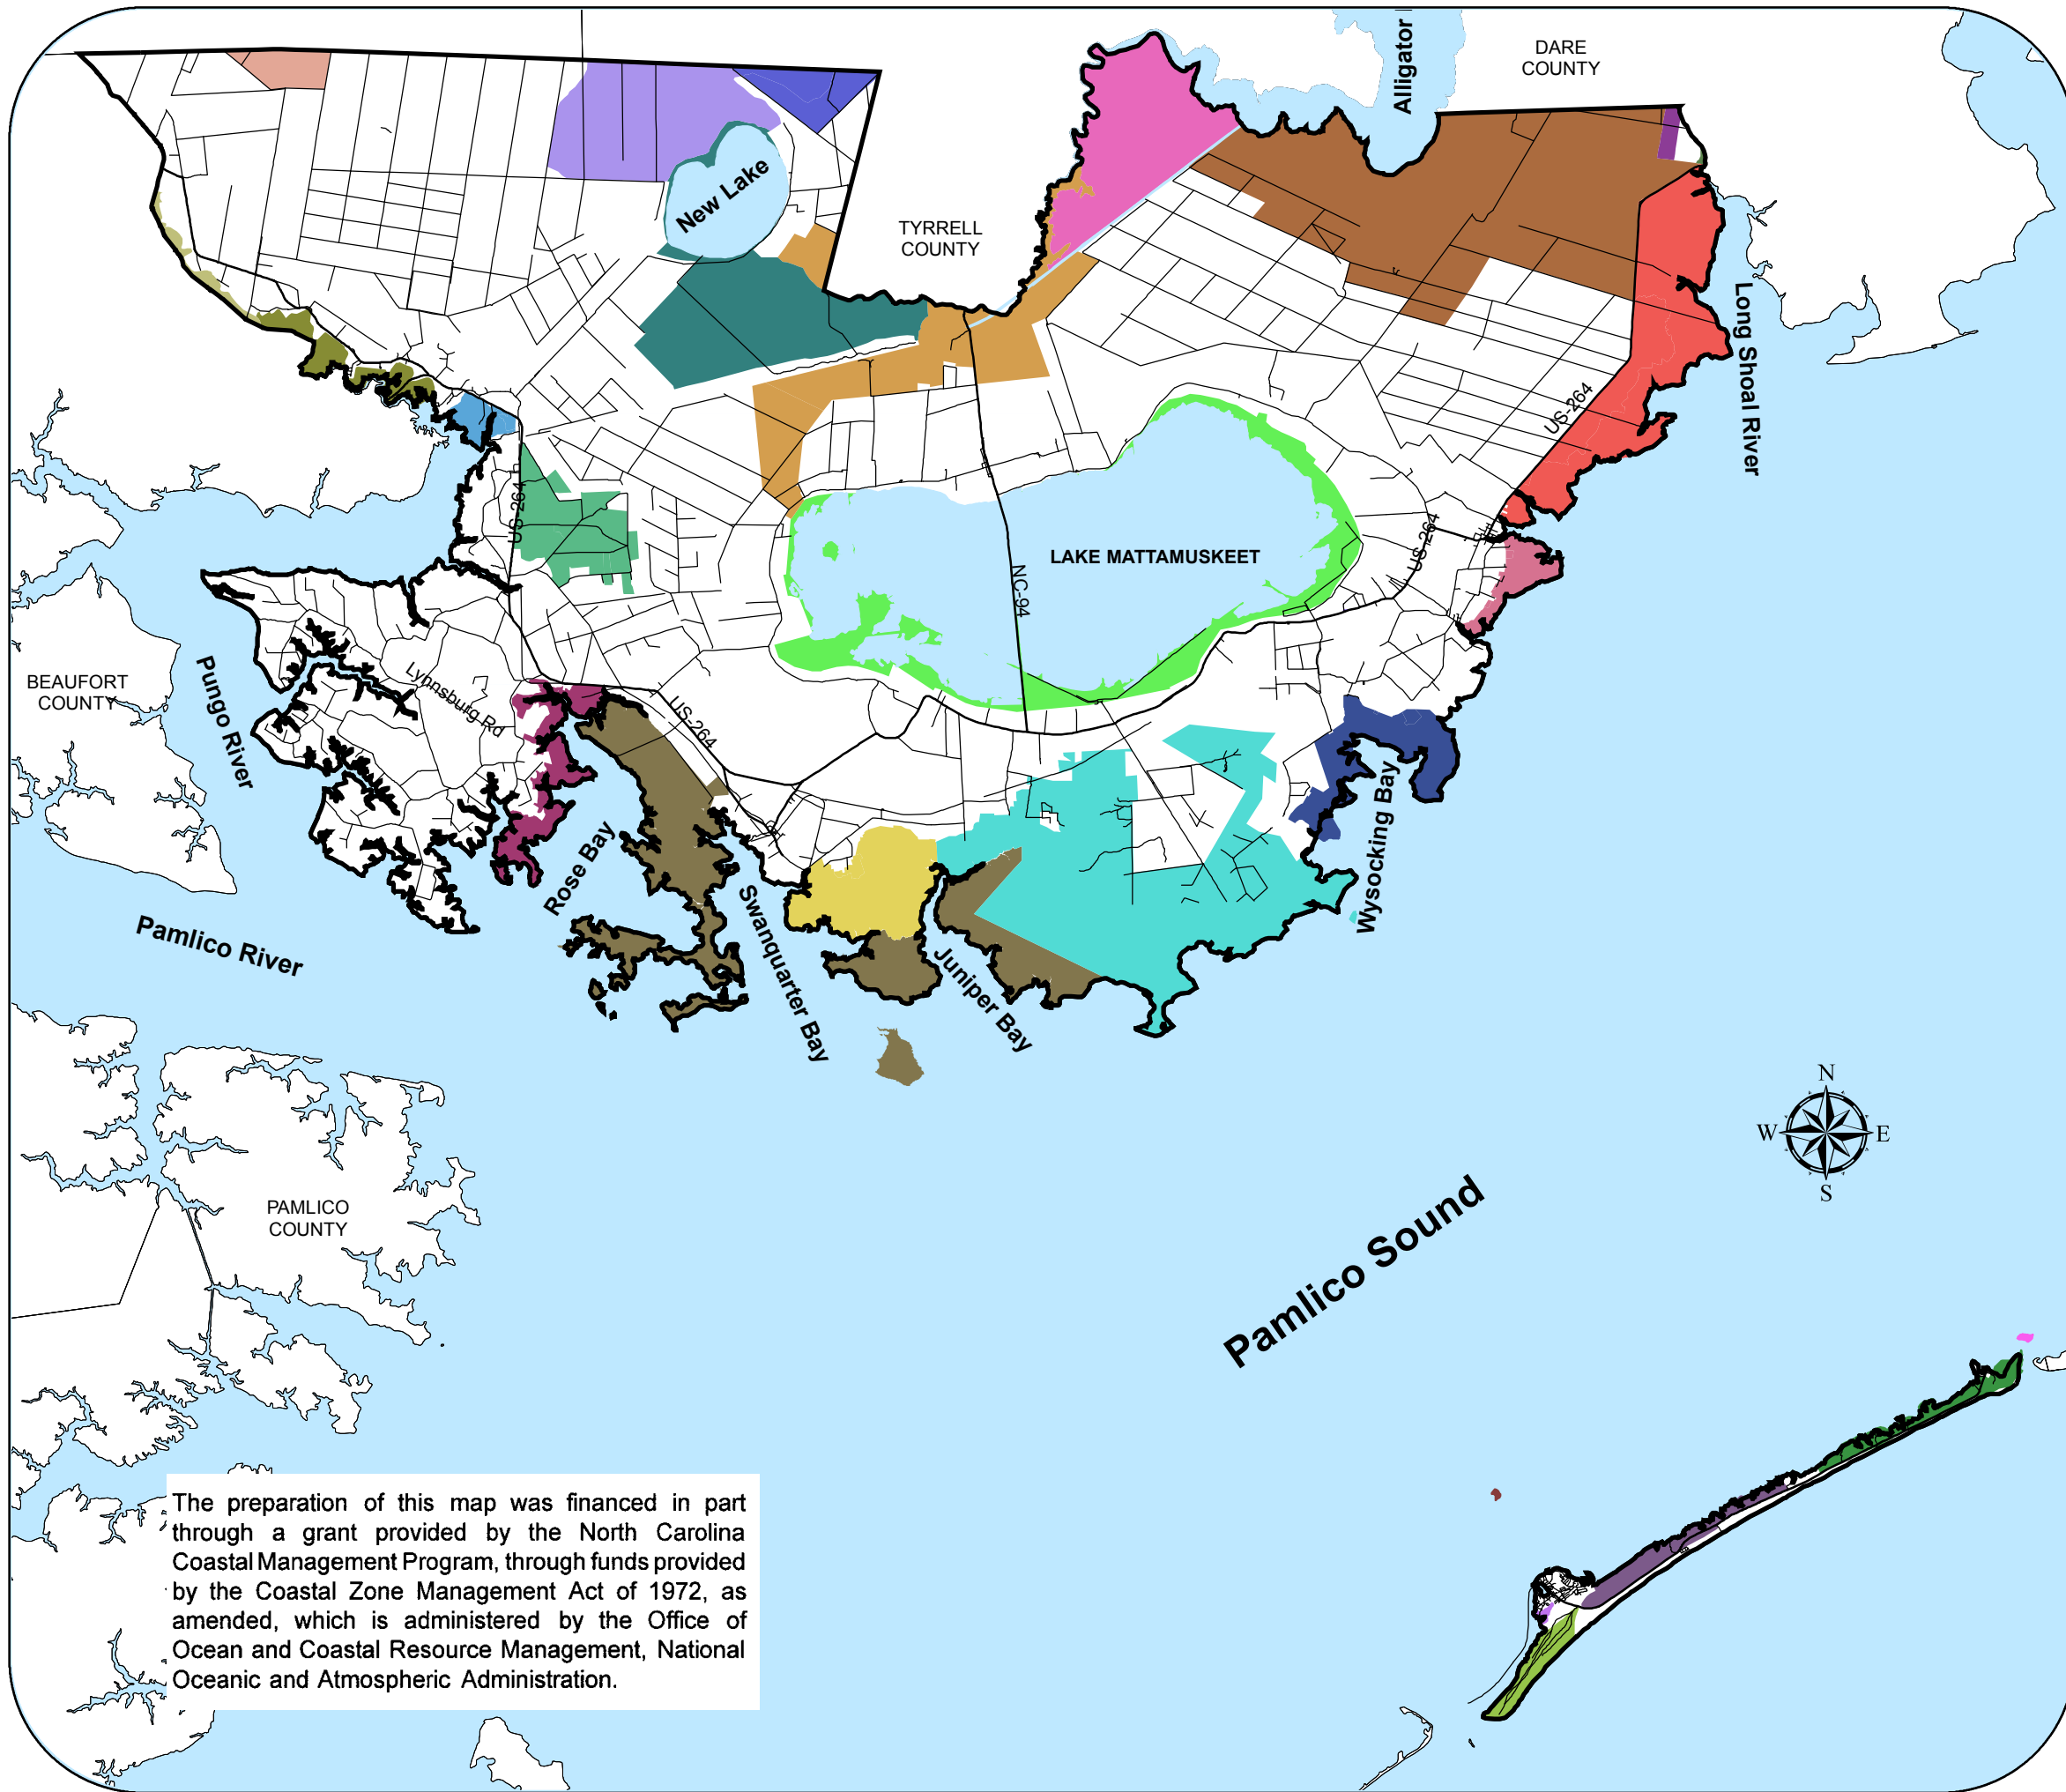 Alligator
DARE
COUNTY
New Lake
TYRRELL
COUNTY
Long Shoal River
US-264
US-264
LAKE MATTAMUSKEET
US-264
NC-94
BEAUFORT
COUNTY
Pungo River
Lynnsburg Rd
US-264
Rose Bay
Swanquarter Bay
Wysocking Bay
Juniper Bay
Pamlico River
N
W E
S
PAMLICO
COUNTY
Pamlico Sound
The preparation of this map was financed in part
through a grant provided by the North Carolina
Coastal Management Program, through funds provided
by the Coastal Zone Management Act of 1972, as
amended, which is administered by the Office of
Ocean and Coastal Resource Management, National
Oceanic and Atmospheric Administration.